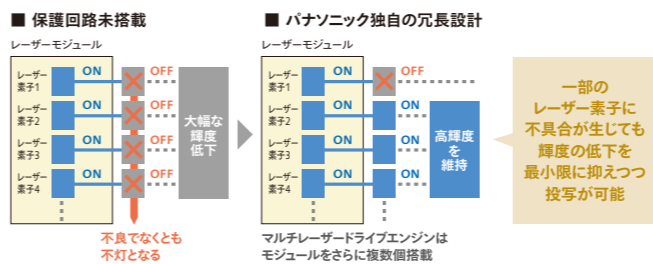 ■ 保護回路未搭載
レーザーモジュール
レーザー
素子1
ON
OFF
レーザー
素子2
ON
OFF
レーザー
素子3
ON
OFF
レーザー
素子4
ON
OFF
大幅な
輝度
低下
不良でなくとも
不灯となる
■ パナソニック独自の冗長設計
レーザーモジュール
レーザー
素子1
ON
OFF
レーザー
素子2
ON
ON
レーザー
素子3
ON
ON
レーザー
素子4
ON
ON
高輝度
を
維持
マルチレーザードライブエンジンは
モジュールをさらに複数個搭載
一部の
レーザー素子に
不具合が生じても
輝度の低下を
最小限に抑えつつ
投写が可能